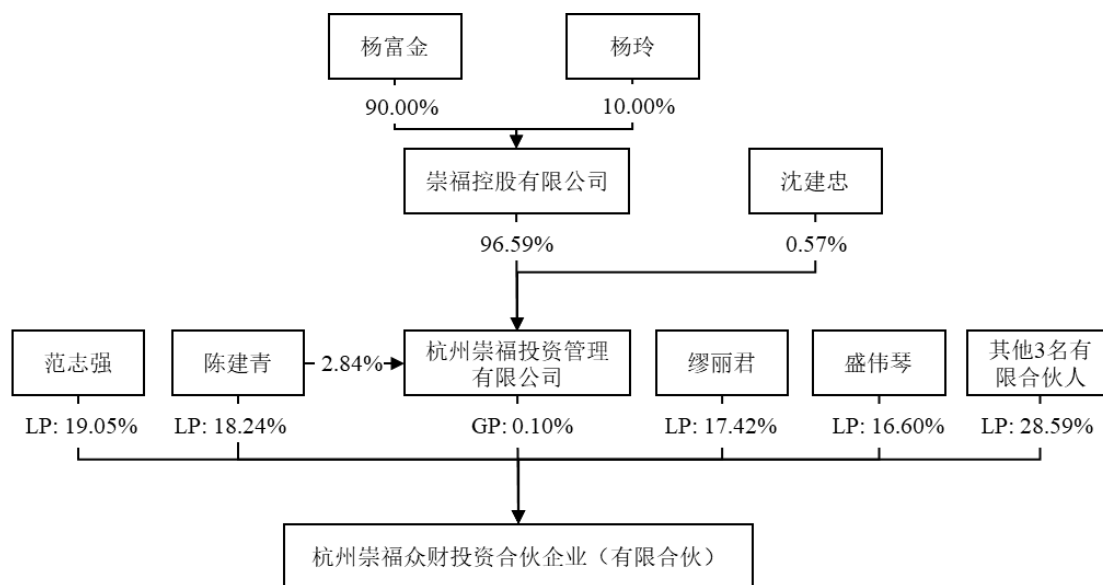 杨富金
杨玲
90.00%
10.00%
崇福控股有限公司
沈建忠
96.59%
0.57%
范志强
陈建青
2.84%
杭州崇福投资管理
有限公司
缪丽君
盛伟琴
其他3名有
限合伙人
LP: 19.05%
LP: 18.24%
GP: 0.10%
LP: 17.42%
LP: 16.60%
LP: 28.59%
杭州崇福众财投资合伙企业（有限合伙）